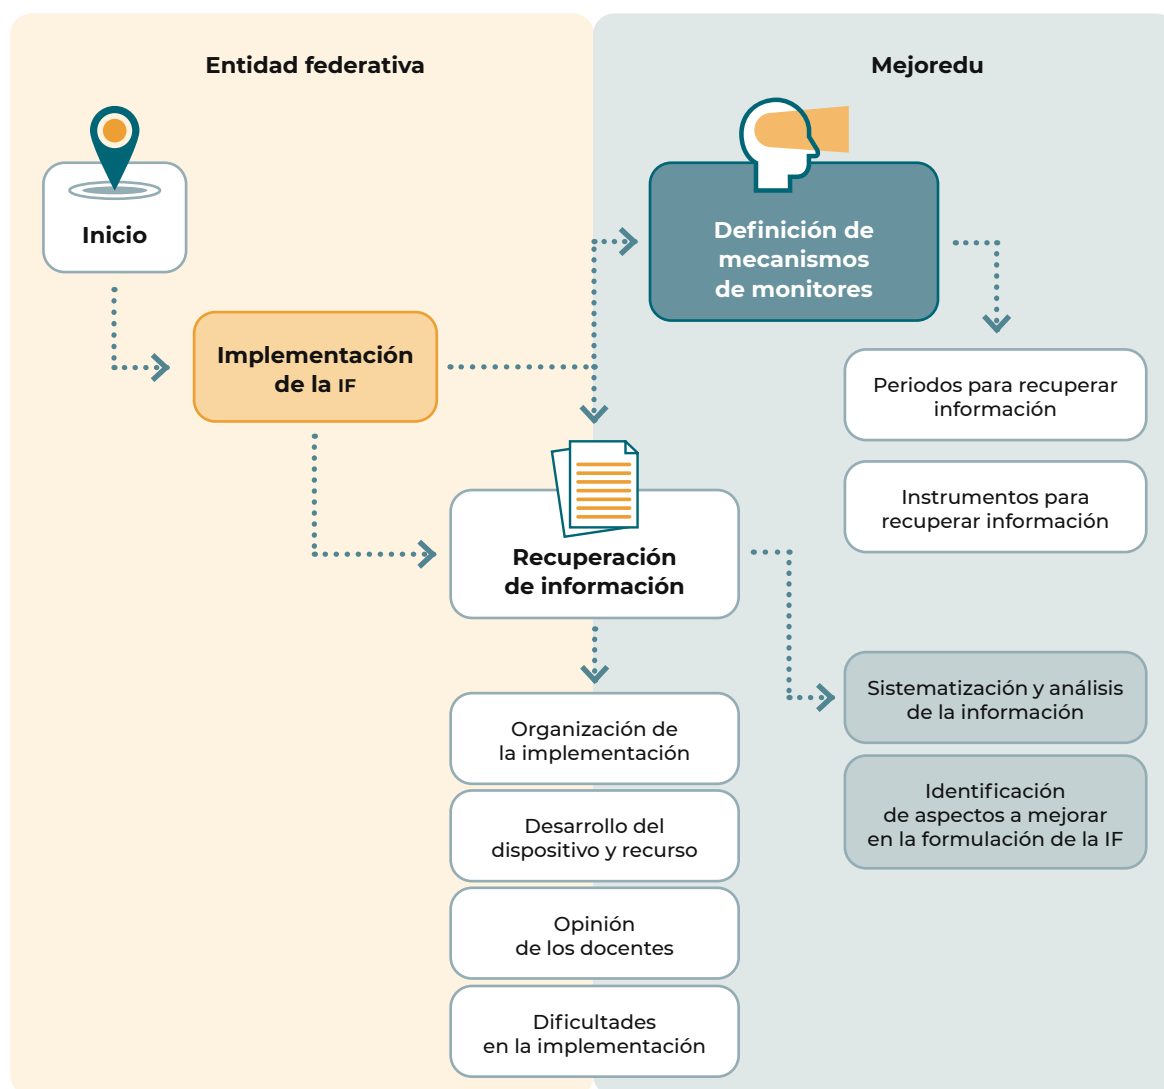 Entidad federativa
Mejoredu
Inicio
Definición de
mecanismos
de monitores
Implementación
de la IF
Periodos para recuperar
información
Instrumentos para
recuperar información
Recuperación
de información
Sistematización y análisis
de la información
Identificación
de aspectos a mejorar
en la formulación de la IF
Organización de
la implementación
Desarrollo del
dispositivo y recurso
Opinión
de los docentes
Dificultades
en la implementación